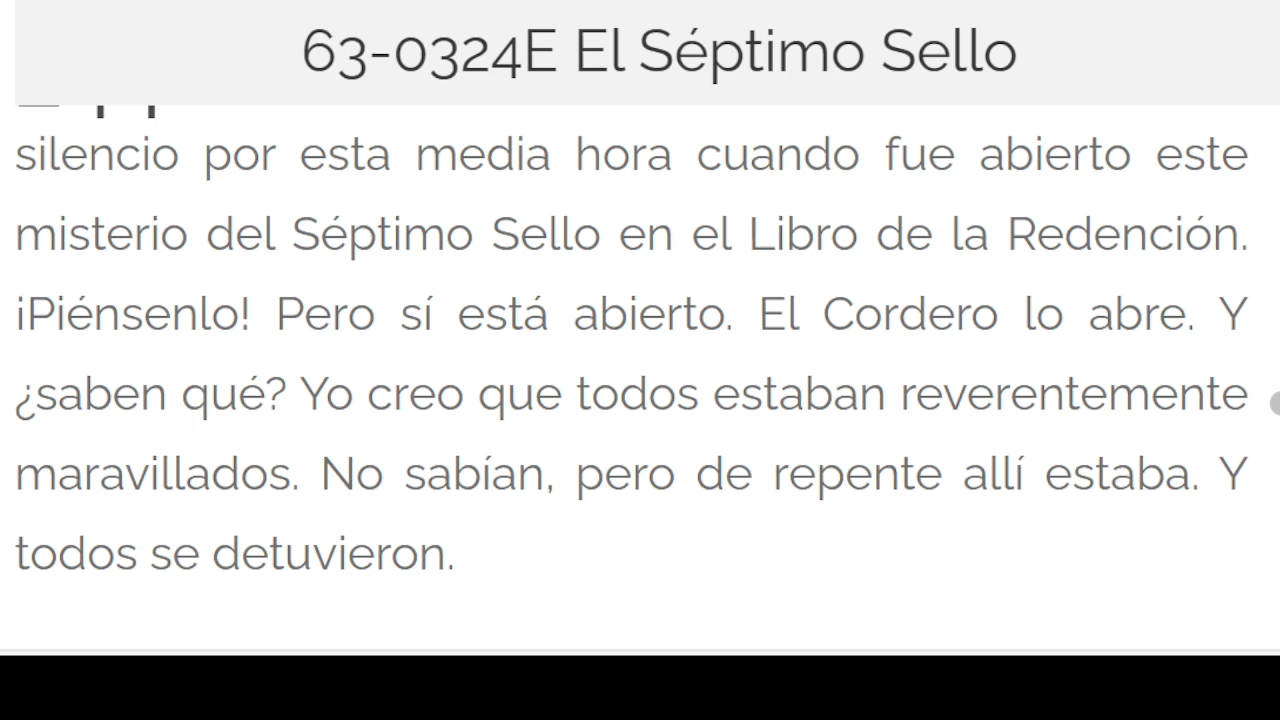 63-0324E El Séptimo Sello
silencio por esta media hora cuando fue abierto este
misterio del Séptimo Sello en el Libro de la Redención.
¡Piénsenlo! Pero sí está abierto. El Cordero lo abre. Y
¿saben qué? Yo creo que todos estaban reverentemente
maravillados. No sabían, pero de repente allí estaba. Y
todos se detuvieron.